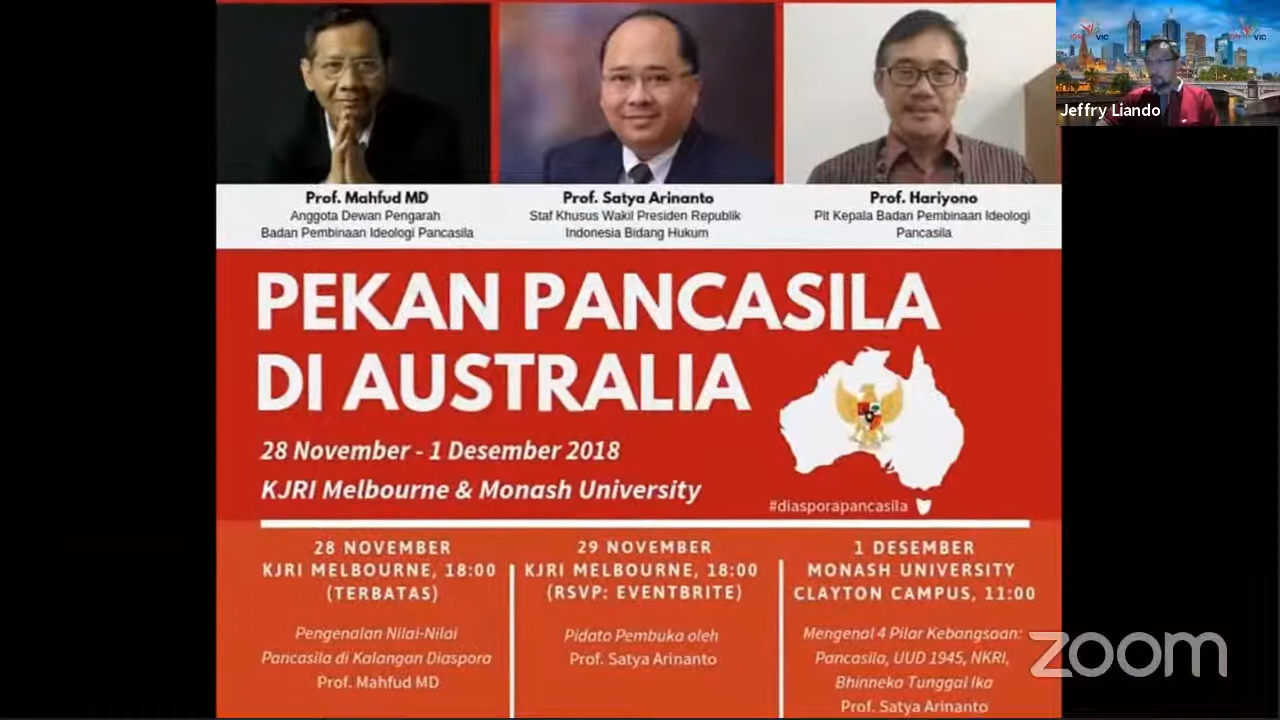 IDN VIC
VIC
Jeffry Liando
Prof. Mahfud MD
Anggota Dewan Pengarah
Badan Pembinaan Ideologi Pancasila
Prof. Satya Arinanto
Staf Khusus Wakil Presiden Republik
Indonesia Bidang Hukum
Prof. Hariyono
Plt Kepala Badan Pembinaan Ideologi
Pancasila
PEKAN PANCASILA
DI AUSTRALIA
28 November - 1 Desember 2018
KJRI Melbourne & Monash University
#diasporapancasila
28 NOVEMBER
KJRI MELBOURNE, 18:00
(TERBATAS)
Pengenalan Nilai-Nilai
Pancasila di Kalangan Diaspora
Prof. Mahfud MD
29 NOVEMBER
KJRI MELBOURNE, 18:00
(RSVP: EVENTBRITE)
Pidato Pembuka oleh
Prof. Satya Arinanto
1 DESEMBER
MONASH UNIVERSITY
CLAYTON CAMPUS, 11:00
Mengenal 4 Pilar Kebangsaan:
Pancasila, UUD 1945, NKRI,
Bhinneka Tunggal Ika
Prof. Satya Arinanto
zoom